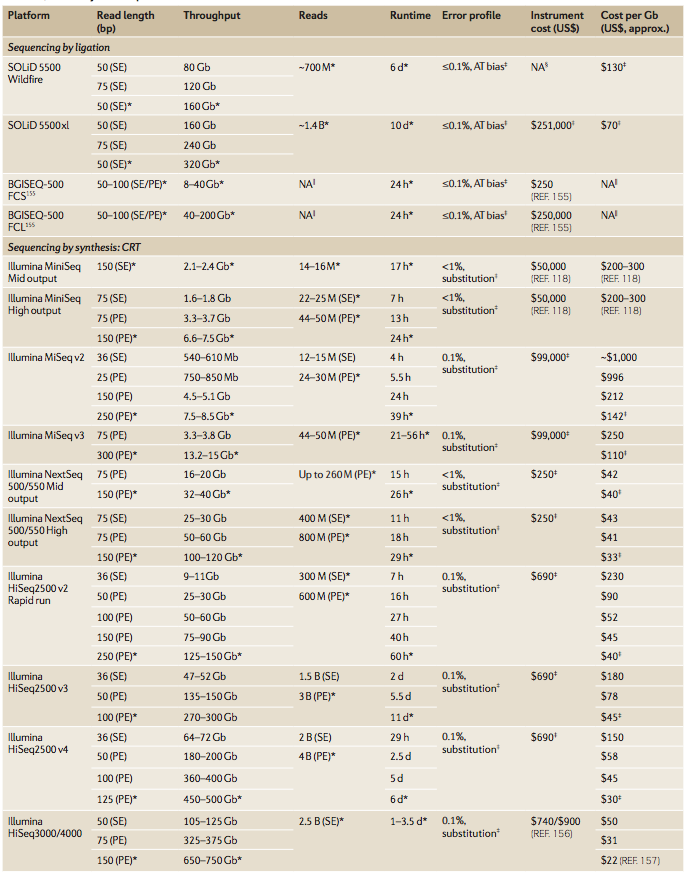 Platform Read length (bp) Throughput Reads Runtime Error profile Instrument cost (US$) Cost per Gb (US$, approx.)
Sequencing by ligation
SOLiD 5500 Wildfire 50 (SE) 80 Gb ~700 M* 6 d* ≤0.1%, AT bias‡ NA§ $130‡
75 (SE) 120 Gb
50 (SE)* 160 Gb*
SOLiD 5500xl 50 (SE) 160 Gb ~1.4 B* 10 d* ≤0.1%, AT bias‡ $251,000‡ $70‡
75 (SE) 240 Gb
50 (SE)* 320 Gb*
BGISEQ-500 FCS¹⁵⁵ 50–100 (SE/PE)* 8–40 Gb* NA‖ 24 h* ≤0.1%, AT bias‡ $250 (REF. 155) NA‖
BGISEQ-500 FCL¹⁵⁵ 50–100 (SE/PE)* 40–200 Gb* NA‖ 24 h* ≤0.1%, AT bias‡ $250,000 (REF. 155) NA‖
Sequencing by synthesis: CRT
Illumina MiniSeq Mid output 150 (SE)* 2.1–2.4 Gb* 14–16 M* 17 h* <1%, substitution‡ $50,000 (REF. 118) $200–300 (REF. 118)
Illumina MiniSeq High output 75 (SE) 1.6–1.8 Gb 22–25 M (SE)* 7 h <1%, substitution‡ $50,000 (REF. 118) $200–300 (REF. 118)
75 (PE) 3.3–3.7 Gb 44–50 M (PE)* 13 h
150 (PE)* 6.6–7.5 Gb* 24 h*
Illumina MiSeq v2 36 (SE) 540–610 Mb 12–15 M (SE) 4 h 0.1%, substitution‡ $99,000‡ ~$1,000
25 (PE) 750–850 Mb 24–30 M (PE)* 5.5 h $996
150 (PE) 4.5–5.1 Gb 24 h $212
250 (PE)* 7.5–8.5 Gb* 39 h* $142‡
Illumina MiSeq v3 75 (PE) 3.3–3.8 Gb 44–50 M (PE)* 21–56 h* 0.1%, substitution‡ $99,000‡ $250
300 (PE)* 13.2–15 Gb* $110‡
Illumina NextSeq 500/550 Mid output 75 (PE) 16–20 Gb Up to 260 M (PE)* 15 h <1%, substitution‡ $250‡ $42
150 (PE)* 32–40 Gb* 26 h* $40‡
Illumina NextSeq 500/550 High output 75 (SE) 25–30 Gb 400 M (SE)* 11 h <1%, substitution‡ $250‡ $43
75 (PE) 50–60 Gb 800 M (PE)* 18 h $41
150 (PE)* 100–120 Gb* 29 h* $33‡
Illumina HiSeq2500 v2 Rapid run 36 (SE) 9–11 Gb 300 M (SE)* 7 h 0.1%, substitution‡ $690‡ $230
50 (PE) 25–30 Gb 600 M (PE)* 16 h $90
100 (PE) 50–60 Gb 27 h $52
150 (PE) 75–90 Gb 40 h $45
250 (PE)* 125–150 Gb* 60 h* $40‡
Illumina HiSeq2500 v3 36 (SE) 47–52 Gb 1.5 B (SE) 2 d 0.1%, substitution‡ $690‡ $180
50 (PE) 135–150 Gb 3 B (PE)* 5.5 d $78
100 (PE)* 270–300 Gb 11 d* $45‡
Illumina HiSeq2500 v4 36 (SE) 64–72 Gb 2 B (SE) 29 h 0.1%, substitution‡ $690‡ $150
50 (PE) 180–200 Gb 4 B (PE)* 2.5 d $58
100 (PE) 360–400 Gb 5 d $45
125 (PE)* 450–500 Gb* 6 d* $30‡
Illumina HiSeq3000/4000 50 (SE) 105–125 Gb 2.5 B (SE)* 1–3.5 d* 0.1%, substitution‡ $740/$900 (REF. 156) $50
75 (PE) 325–375 Gb $31
150 (PE)* 650–750 Gb* $22 (REF. 157)